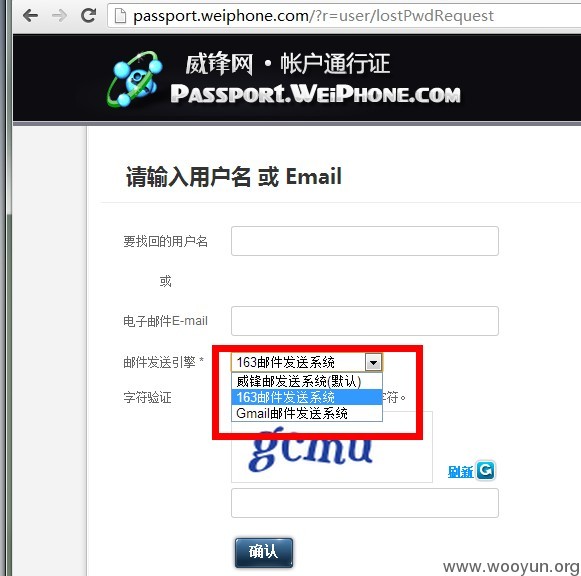 passport.weiphone.com/?r=user/lostPwdRequest
威锋网·帐户通行证
PASSPORT.WEIPHONE.COM
请输入用户名 或 Email
要找回的用户名
或
电子邮件E-mail
邮件发送引擎 * 163邮件发送系统
威锋邮发送系统(默认)
字符验证 163邮件发送系统 字符。
Gmail邮件发送系统
gcmu
刷新
确认
www.wooyun.org